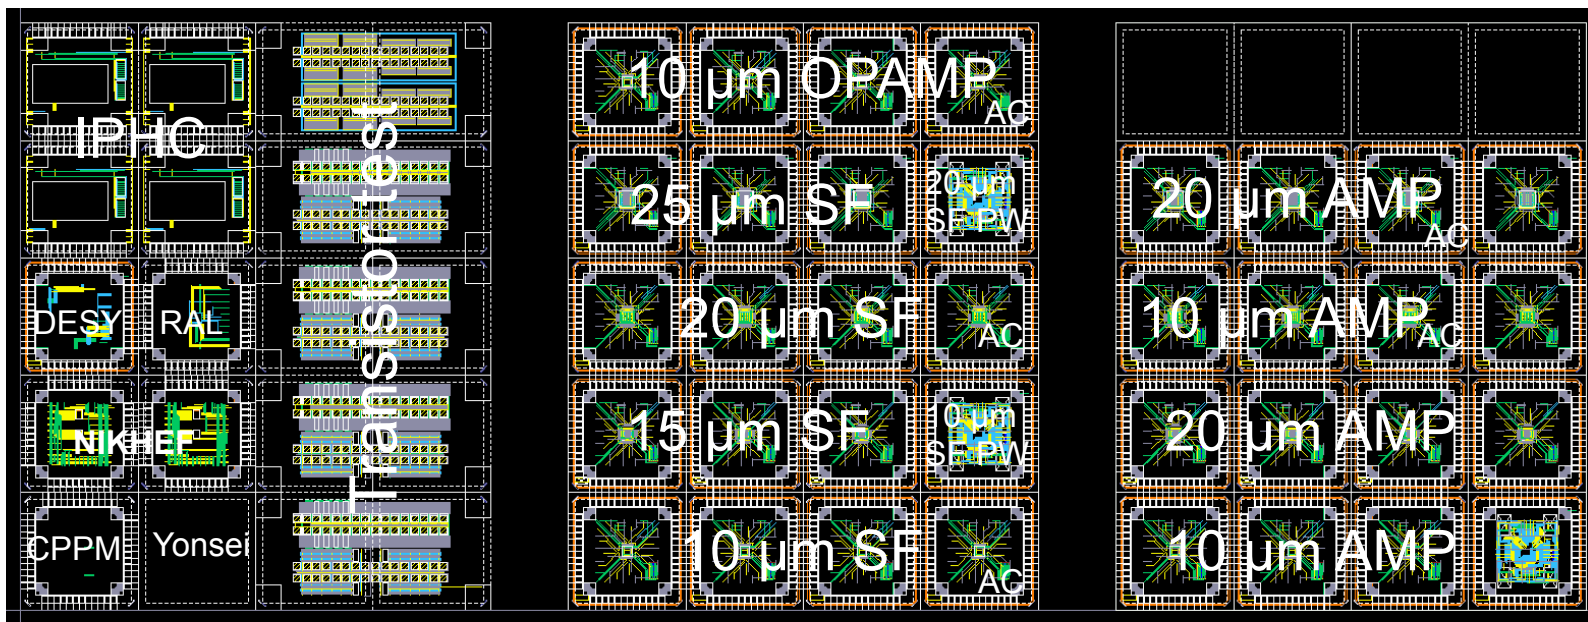 IPHC
DESY
RAL
NIKHEF
CPPM
Yonsei
Transistor test
10 µm OPAMP
AC
25 µm SF
20 µm
SF PW
20 µm SF
AC
15 µm SF
10 µm
SF PW
10 µm SF
AC
20 µm AMP
AC
10 µm AMP
AC
20 µm AMP
10 µm AMP